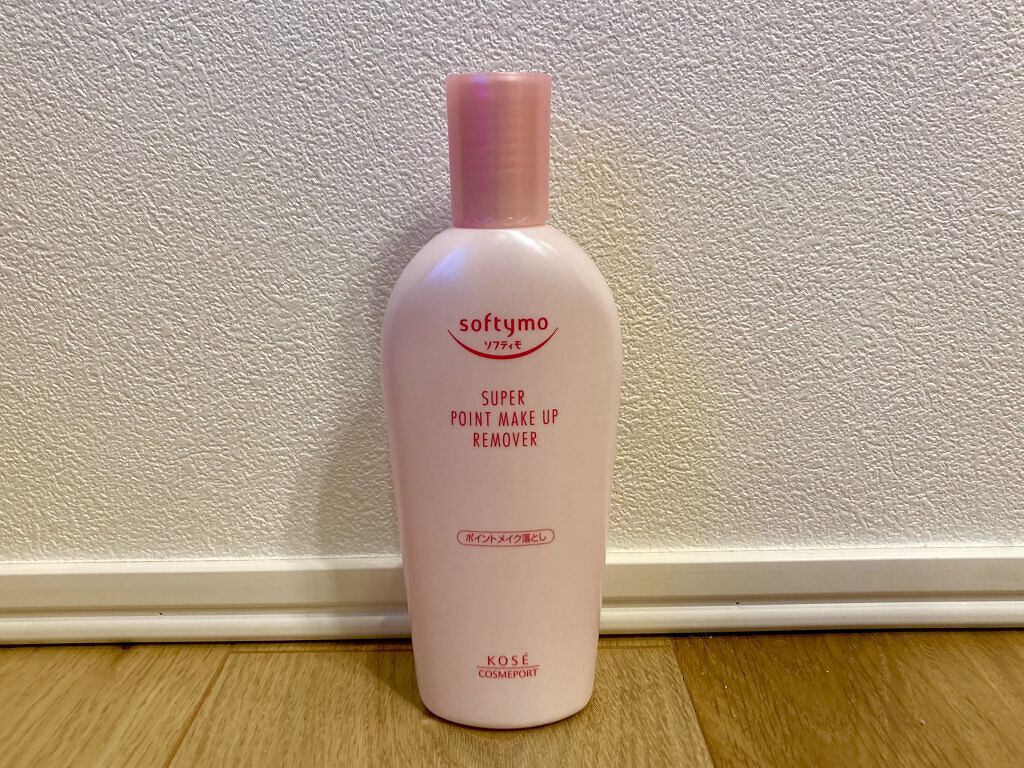 softymo
ソフティモ
SUPER
POINT MAKE UP
REMOVER
ポイントメイク落とし
KOSÉ
COSMEPORT